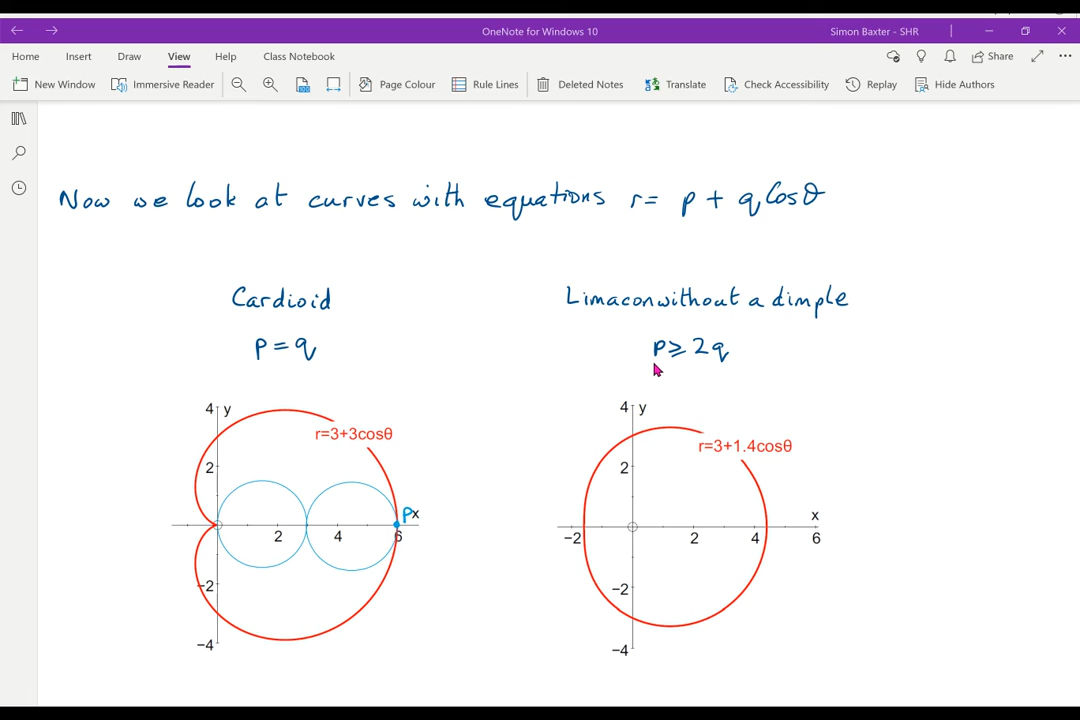 OneNote for Windows 10
Simon Baxter - SHR
Home Insert Draw View Help Class Notebook
Share
New Window Immersive Reader Page Colour Rule Lines Deleted Notes Translate Check Accessibility Replay Hide Authors
Now we look at curves with equations r= p + q Cosθ
Cardioid
p = q
Limacon without a dimple
p ⩾ 2q
4 y
r=3+3cosθ
2
P x
2 4 6
−2
−4
4 y
r=3+1.4cosθ
2
x
−2 2 4 6
−2
−4